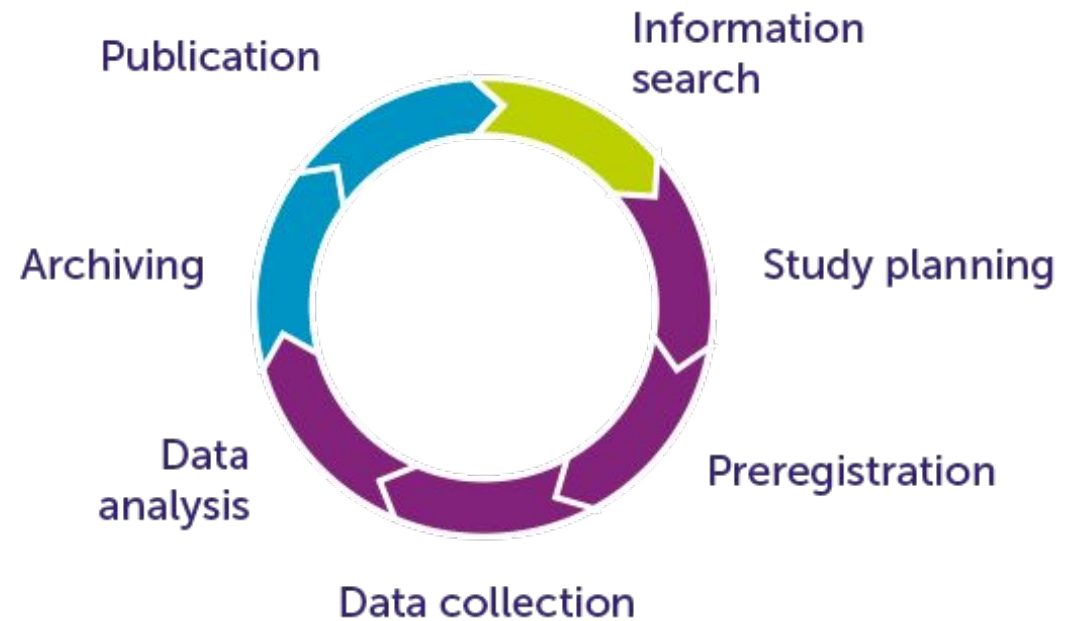 Publication
Information
search
Archiving
Study planning
Data
analysis
Preregistration
Data collection